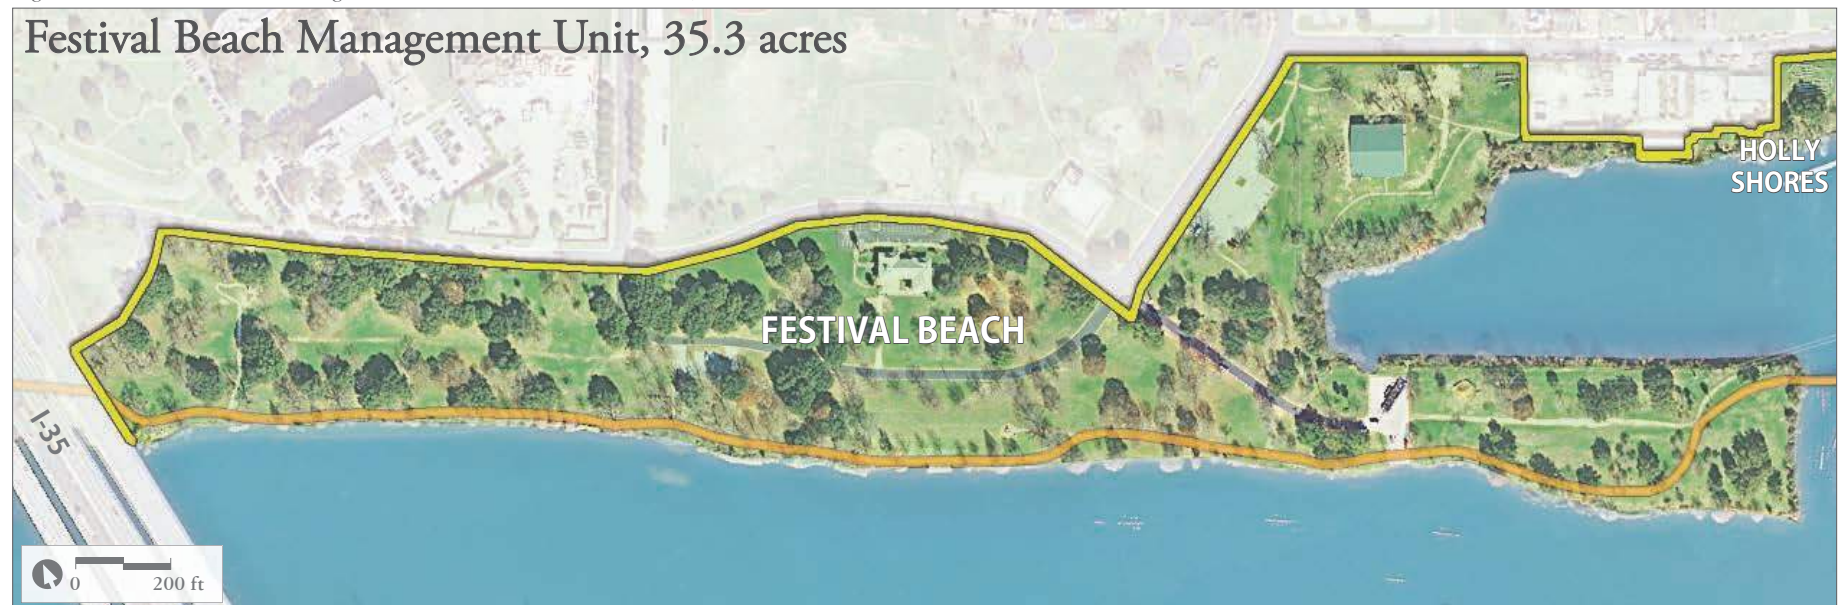 Festival Beach Management Unit, 35.3 acres
HOLLY
SHORES
FESTIVAL BEACH
I-35
0 200 ft